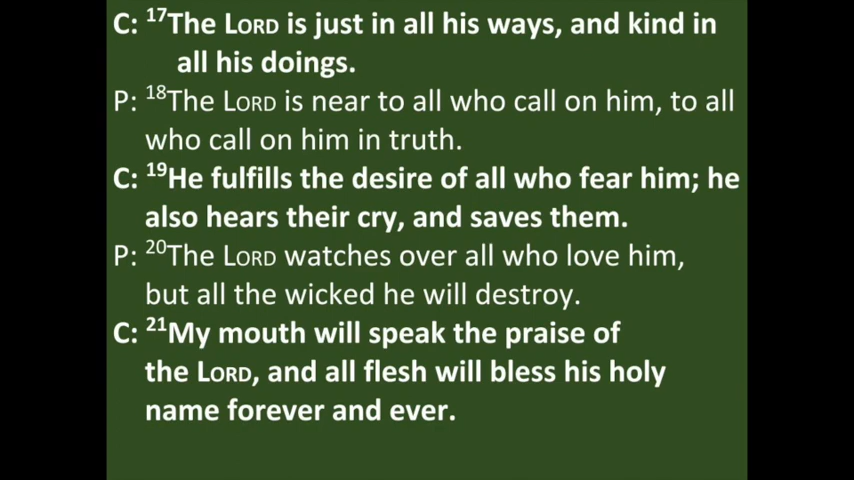 C: ¹⁷The LORD is just in all his ways, and kind in
all his doings.
P: ¹⁸The LORD is near to all who call on him, to all
who call on him in truth.
C: ¹⁹He fulfills the desire of all who fear him; he
also hears their cry, and saves them.
P: ²⁰The LORD watches over all who love him,
but all the wicked he will destroy.
C: ²¹My mouth will speak the praise of
the LORD, and all flesh will bless his holy
name forever and ever.